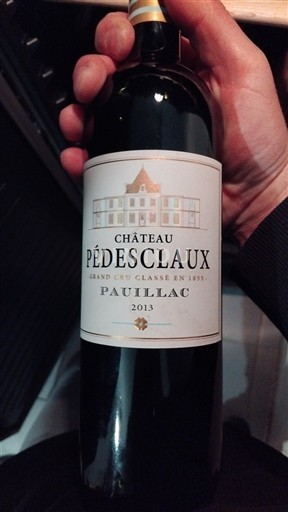 CHÂTEAU
PÉDESCLAUX
GRAND CRU CLASSÉ EN 1855
PAUILLAC
2013